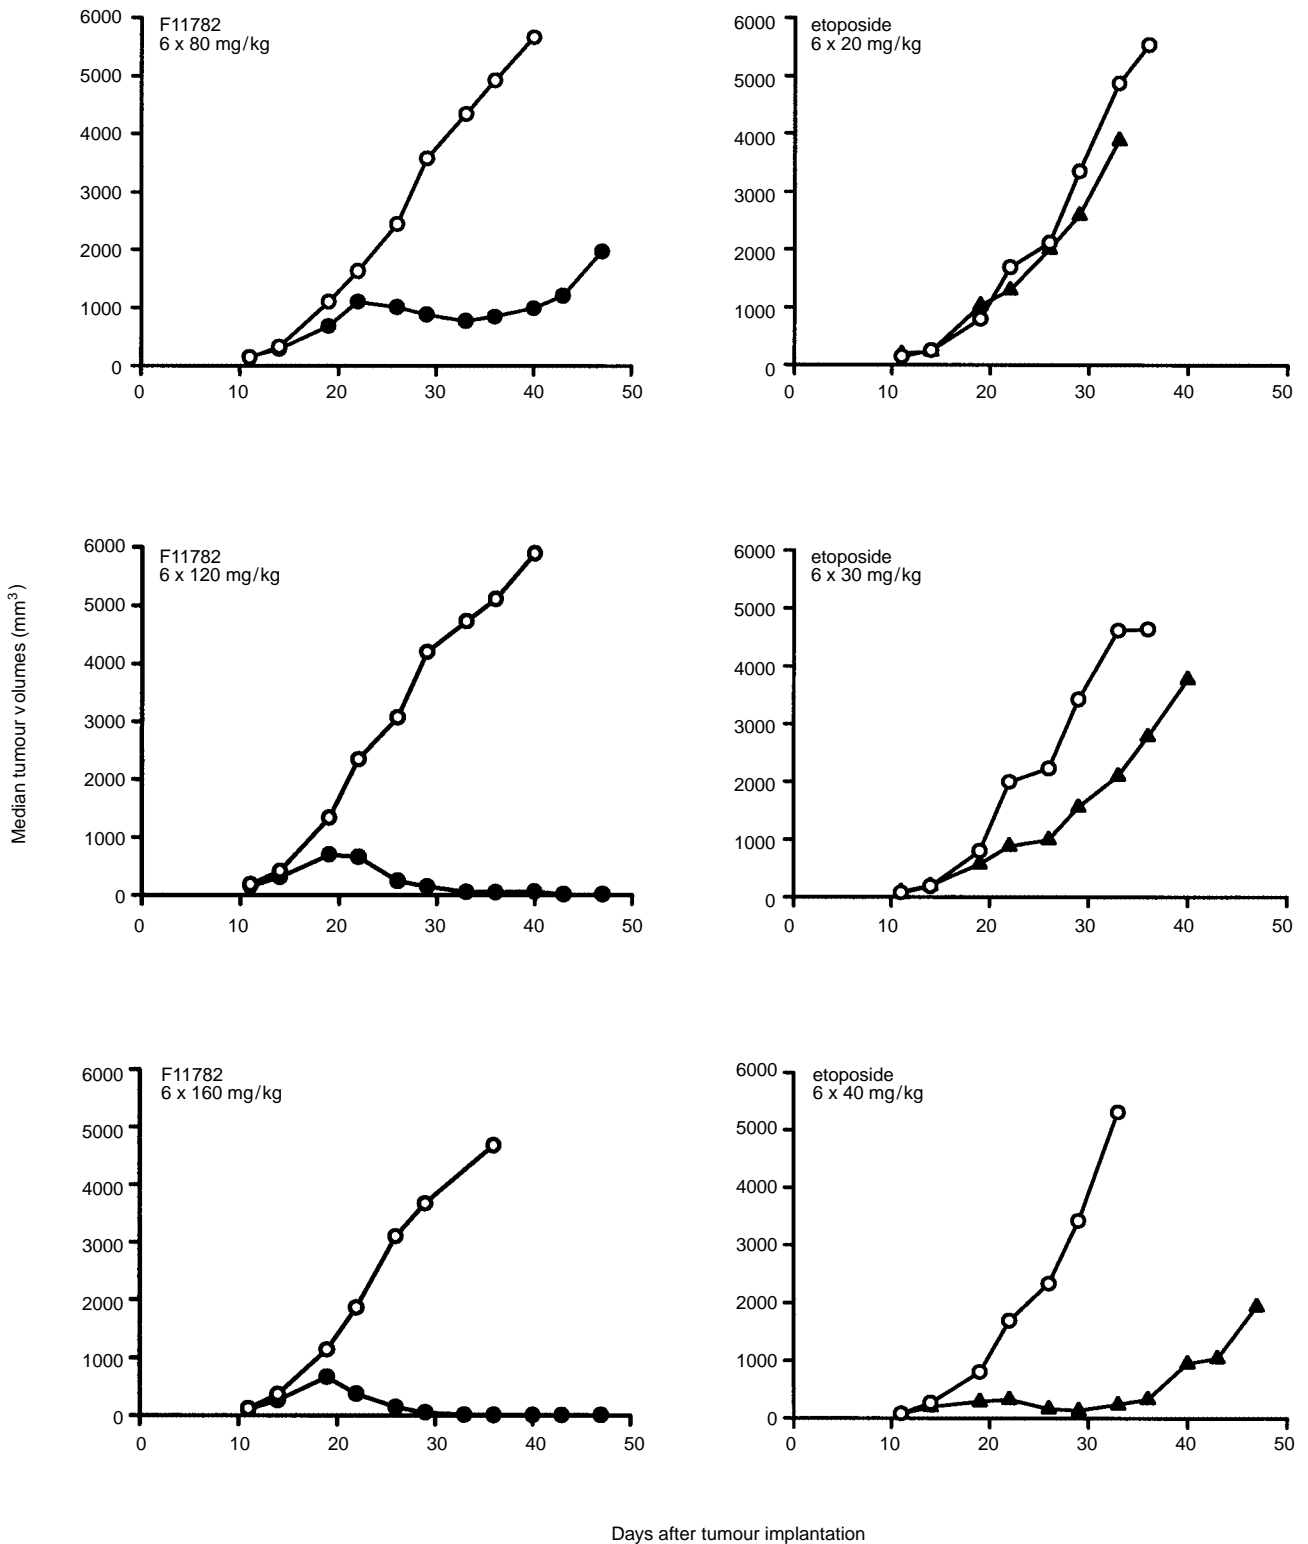 F11782
6 x 80 mg/kg
6000
5000
4000
3000
2000
1000
0
0 10 20 30 40 50
etoposide
6 x 20 mg/kg
6000
5000
4000
3000
2000
1000
0
0 10 20 30 40 50
Median tumour volumes (mm3)
F11782
6 x 120 mg/kg
6000
5000
4000
3000
2000
1000
0
0 10 20 30 40 50
etoposide
6 x 30 mg/kg
6000
5000
4000
3000
2000
1000
0
0 10 20 30 40 50
F11782
6 x 160 mg/kg
6000
5000
4000
3000
2000
1000
0
0 10 20 30 40 50
etoposide
6 x 40 mg/kg
6000
5000
4000
3000
2000
1000
0
0 10 20 30 40 50
Days after tumour implantation